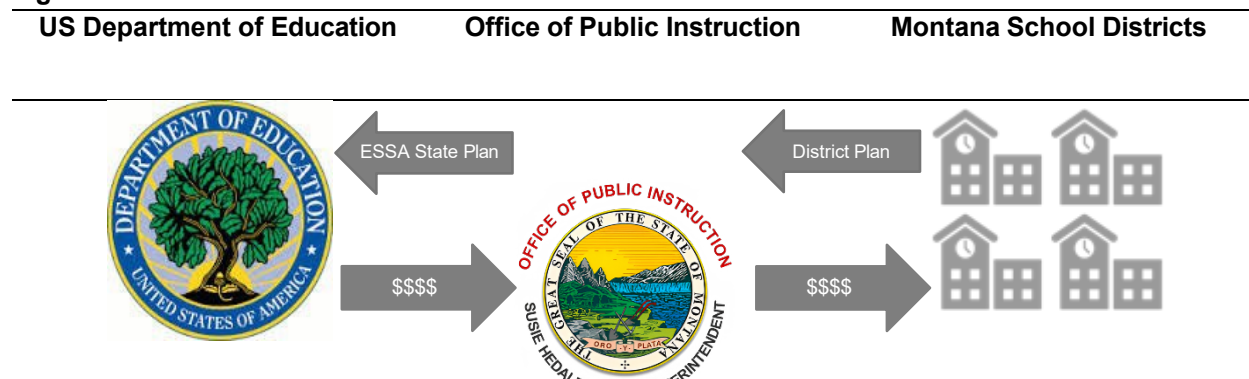 US Department of Education Office of Public Instruction Montana School Districts
ESSA State Plan
District Plan
DEPARTMENT OF EDUCATION
UNITED STATES OF AMERICA
OFFICE OF PUBLIC INSTRUCTION
THE GREAT SEAL OF THE STATE OF MONTANA
ORO Y PLATA
SUSIE
$$$$
$$$$